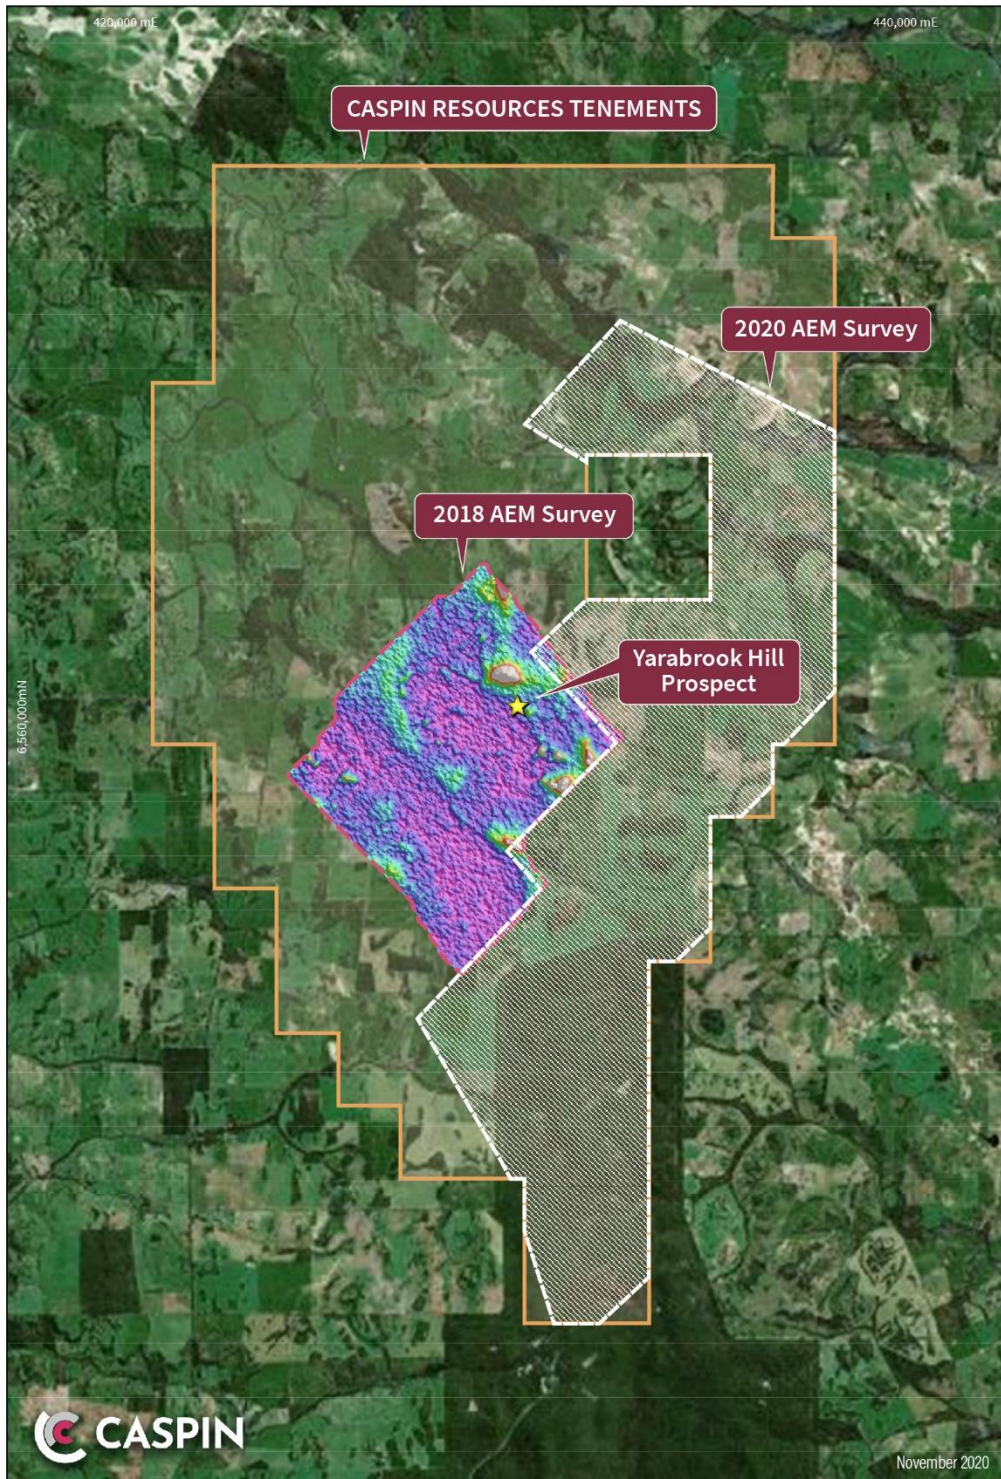 420,000 mE
440,000 mE
CASPIN RESOURCES TENEMENTS
2020 AEM Survey
2018 AEM Survey
Yarabrook Hill
Prospect
6,560,000mN
CASPIN
November 2020